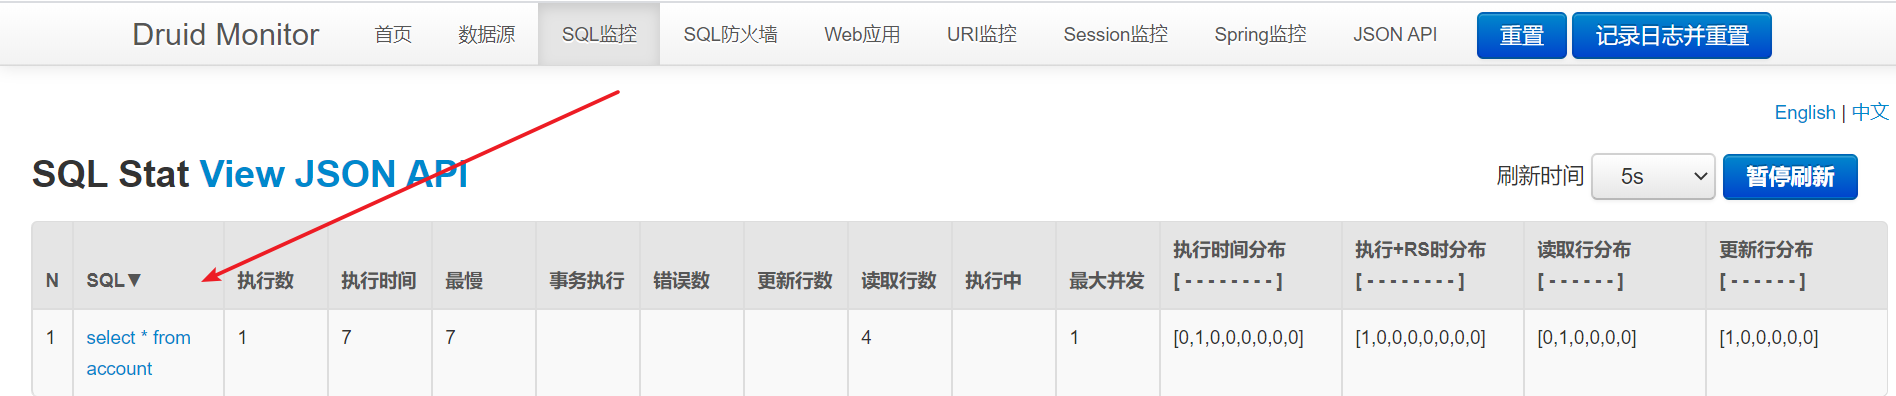 Druid Monitor 首页 数据源 SQL监控 SQL防火墙 Web应用 URI监控 Session监控 Spring监控 JSON API 重置 记录日志并重置
English | 中文
SQL Stat View JSON API 刷新时间 5s 暂停刷新
N SQL▼ 执行数 执行时间 最慢 事务执行 错误数 更新行数 读取行数 执行中 最大并发 执行时间分布 执行+RS时分布 读取行分布 更新行分布
[ - - - - - - - - ] [ - - - - - - - - ] [ - - - - - - ] [ - - - - - - ]
1 select * from 1 7 7 4 1 [0,1,0,0,0,0,0,0] [1,0,0,0,0,0,0,0] [0,1,0,0,0,0] [1,0,0,0,0,0]
account